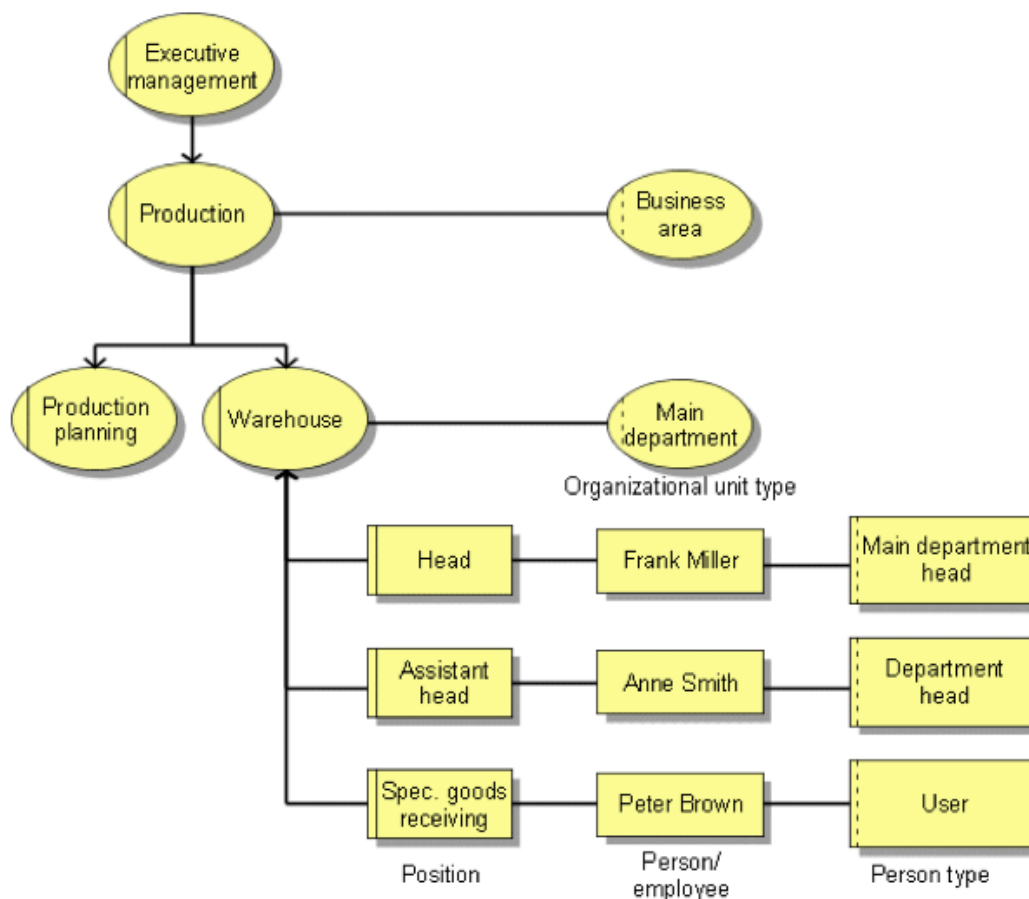 Executive
management
Production
Business
area
Production
planning
Warehouse
Main
department
Organizational unit type
Head
Frank Miller
Main department
head
Assistant
head
Anne Smith
Department
head
Spec. goods
receiving
Peter Brown
User
Position
Person/
employee
Person type